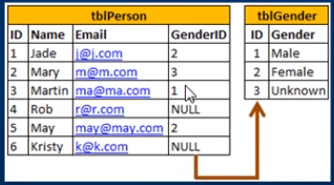 tblPerson
ID Name Email GenderID
1 Jade j@j.com 2
2 Mary m@m.com 3
3 Martin ma@ma.com 1
4 Rob r@r.com NULL
5 May may@may.com 2
6 Kristy k@k.com NULL
tblGender
ID Gender
1 Male
2 Female
3 Unknown